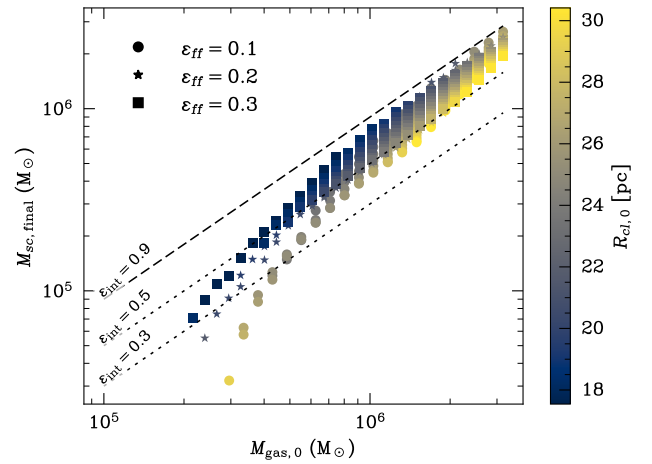 ε_ff = 0.1
ε_ff = 0.2
ε_ff = 0.3
ε_int = 0.9
ε_int = 0.5
ε_int = 0.3
10^6
10^5
M_sc, final (M_⊙)
10^5
10^6
M_gas, 0 (M_⊙)
30
28
26
24
22
20
18
R_cl, 0 [pc]